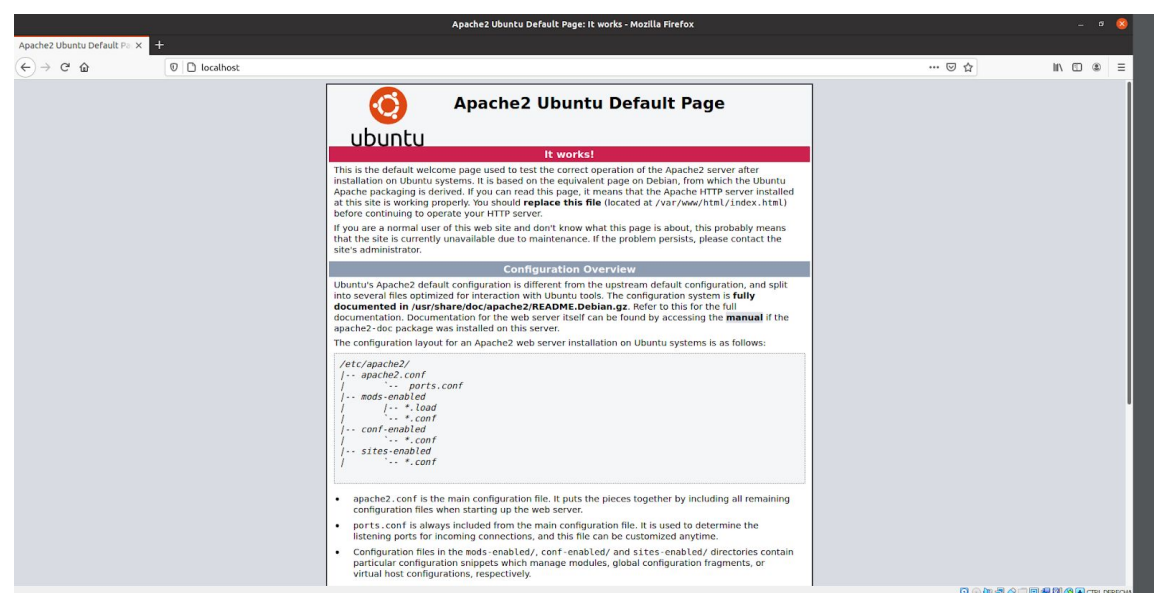 Apache2 Ubuntu Default Page: It works - Mozilla Firefox
Apache2 Ubuntu Default Pa
localhost
Apache2 Ubuntu Default Page
ubuntu
It works!
This is the default welcome page used to test the correct operation of the Apache2 server after
installation on Ubuntu systems. It is based on the equivalent page on Debian, from which the Ubuntu
Apache packaging is derived. If you can read this page, it means that the Apache HTTP server installed
at this site is working properly. You should replace this file (located at /var/www/html/index.html)
before continuing to operate your HTTP server.
If you are a normal user of this web site and don't know what this page is about, this probably means
that the site is currently unavailable due to maintenance. If the problem persists, please contact the
site's administrator.
Configuration Overview
Ubuntu's Apache2 default configuration is different from the upstream default configuration, and split
into several files optimized for interaction with Ubuntu tools. The configuration system is fully
documented in /usr/share/doc/apache2/README.Debian.gz. Refer to this for the full
documentation. Documentation for the web server itself can be found by accessing the manual if the
apache2-doc package was installed on this server.
The configuration layout for an Apache2 web server installation on Ubuntu systems is as follows:
/etc/apache2/
|-- apache2.conf
|       `--  ports.conf
|-- mods-enabled
|       |-- *.load
|       `-- *.conf
|-- conf-enabled
|       `-- *.conf
|-- sites-enabled
|       `-- *.conf
• apache2.conf is the main configuration file. It puts the pieces together by including all remaining
configuration files when starting up the web server.
• ports.conf is always included from the main configuration file. It is used to determine the
listening ports for incoming connections, and this file can be customized anytime.
• Configuration files in the mods-enabled/, conf-enabled/ and sites-enabled/ directories contain
particular configuration snippets which manage modules, global configuration fragments, or
virtual host configurations, respectively.
CTRL DERECHA